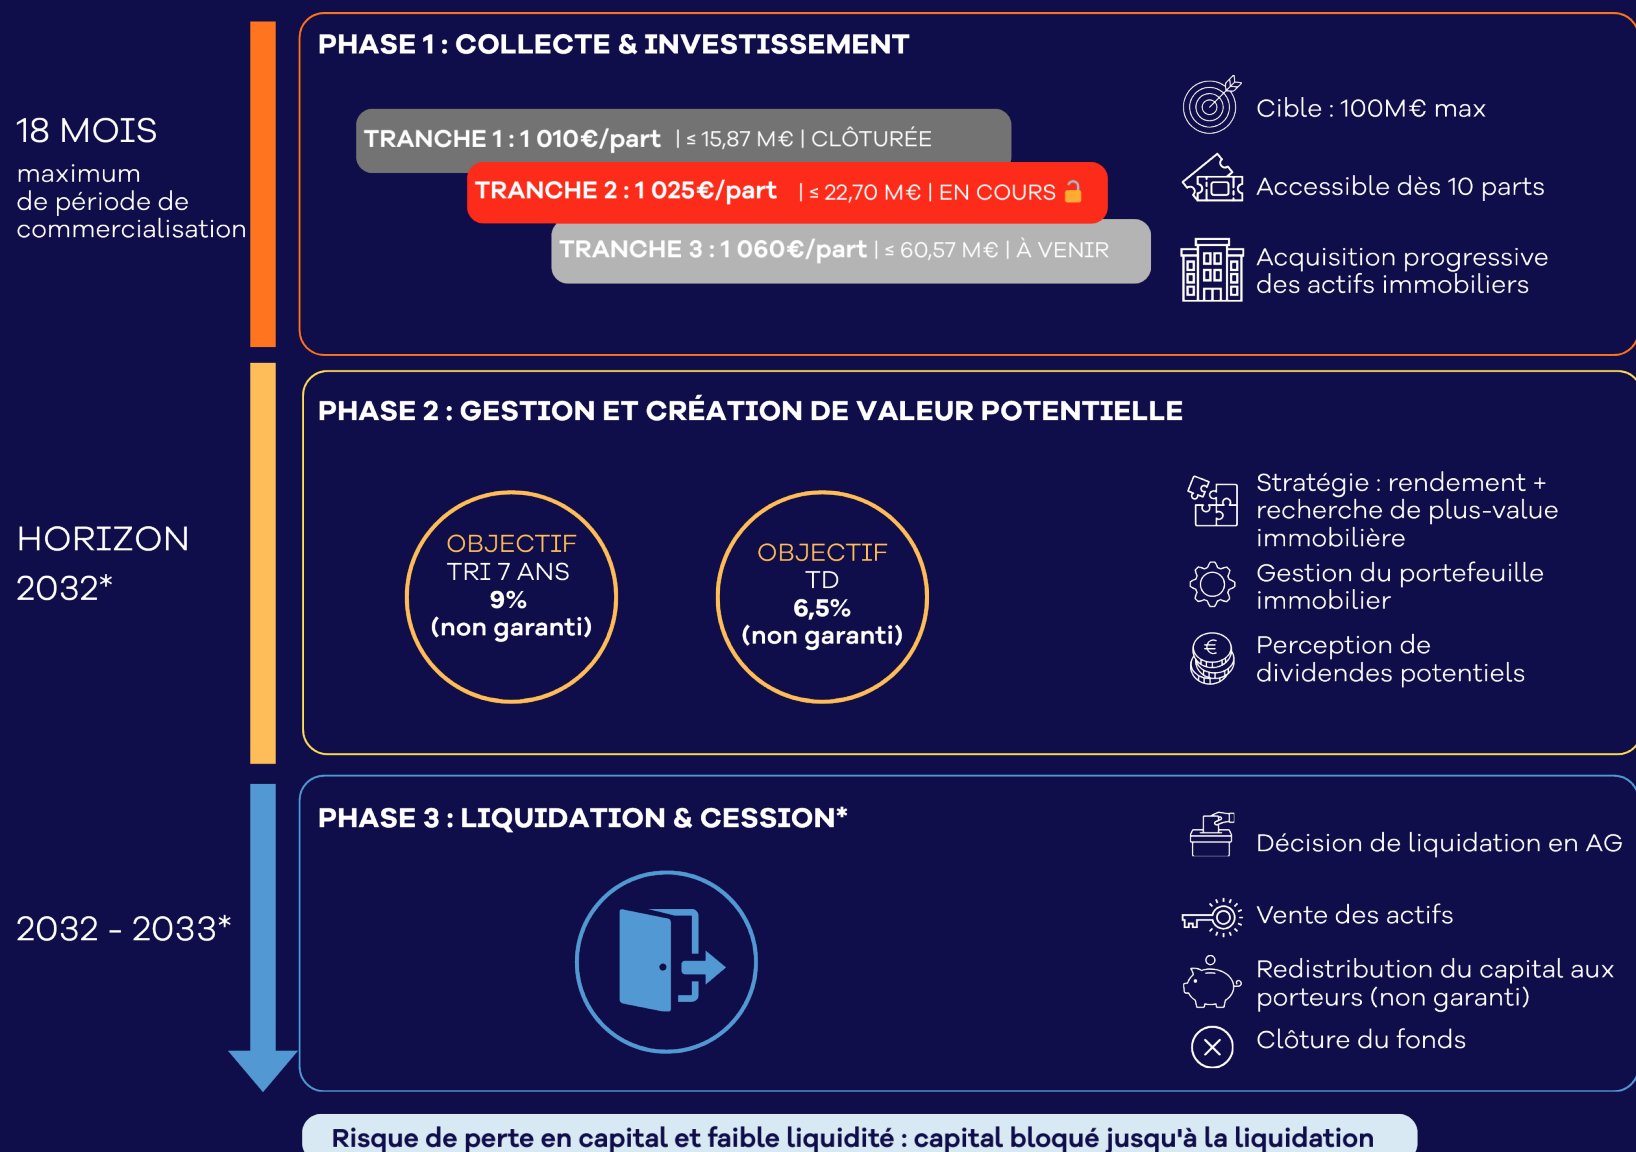 18 MOIS
maximum
de période de
commercialisation
PHASE 1 : COLLECTE & INVESTISSEMENT
TRANCHE 1 : 1 010€/part | ≤ 15,87 M€ | CLÔTURÉE
TRANCHE 2 : 1 025€/part | ≤ 22,70 M€ | EN COURS
TRANCHE 3 : 1 060€/part | ≤ 60,57 M€ | À VENIR
Cible : 100M€ max
Accessible dès 10 parts
Acquisition progressive
des actifs immobiliers
HORIZON
2032*
PHASE 2 : GESTION ET CRÉATION DE VALEUR POTENTIELLE
OBJECTIF
TRI 7 ANS
9%
(non garanti)
OBJECTIF
TD
6,5%
(non garanti)
Stratégie : rendement +
recherche de plus-value
immobilière
Gestion du portefeuille
immobilier
€
Perception de
dividendes potentiels
2032 - 2033*
PHASE 3 : LIQUIDATION & CESSION*
Décision de liquidation en AG
Vente des actifs
Redistribution du capital aux
porteurs (non garanti)
Clôture du fonds
Risque de perte en capital et faible liquidité : capital bloqué jusqu'à la liquidation